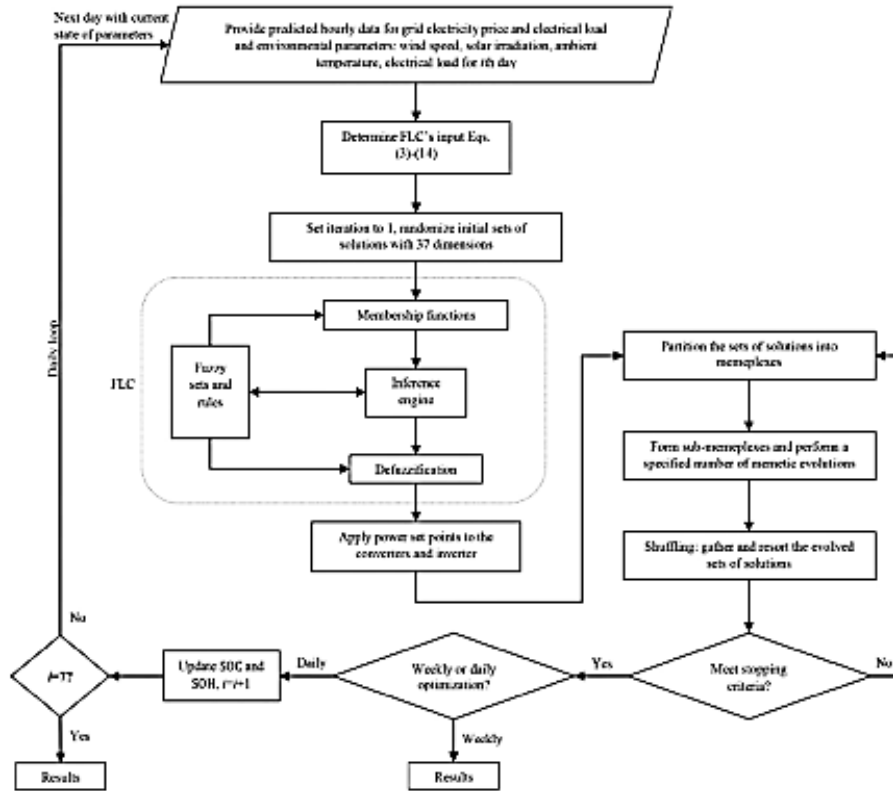 Next day with current
state of parameters
Provide predicted hourly data for grid electricity price and electrical load
and environmental parameters: wind speed, solar irradiation, ambient
temperature, electrical load for ith day
Determine FLC's input Eqs.
(3)-(14)
Set iteration to 1, randomize initial sets of
solutions with 37 dimensions
Daily loop
FLC
Membership functions
Fuzzy
sets and
rules
Inference
engine
Defuzzification
Apply power set points to the
converters and inverter
Partition the sets of solutions into
memeplexes
Form sub-memeplexes and perform a
specified number of memetic evolutions
Shuffling: gather and resort the evolved
sets of solutions
Meet stopping
criteria?
No
Yes
Weekly or daily
optimization?
Daily
Weekly
Results
Update SOC and
SOH, i=i+1
i=7?
No
Yes
Results